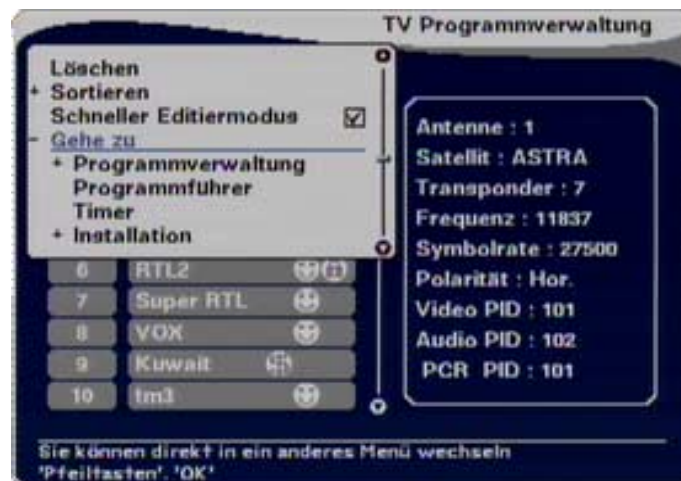 TV Programmverwaltung
Löschen
+ Sortieren
Schneller Editiermodus
- Gehe zu
+ Programmverwaltung
Programmführer
Timer
+ Installation
6 RTL2
7 Super RTL
8 VOX
9 Kuwait
10 tm3
Antenne : 1
Satellit : ASTRA
Transponder : 7
Frequenz : 11837
Symbolrate : 27500
Polarität : Hor.
Video PID : 101
Audio PID : 102
PCR PID : 101
Sie können direkt in ein anderes Menü wechseln
'Pfeiltasten', 'OK'